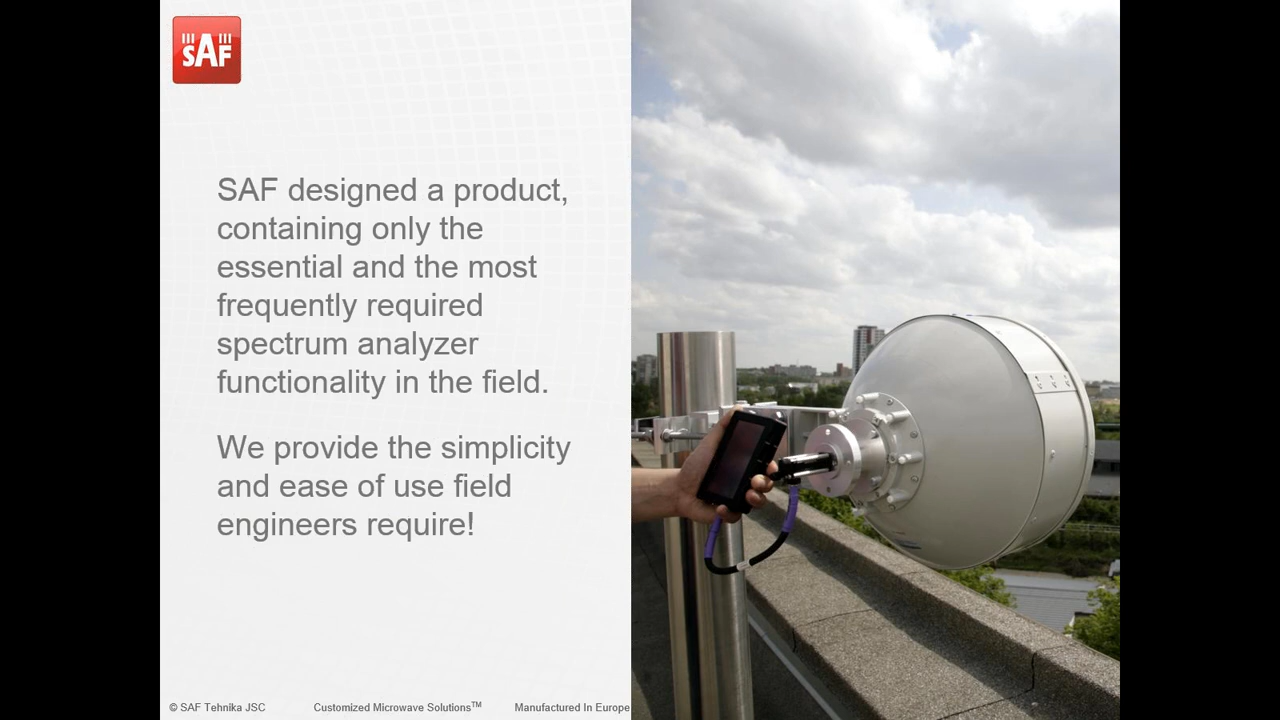 SAF
SAF designed a product,
containing only the
essential and the most
frequently required
spectrum analyzer
functionality in the field.
We provide the simplicity
and ease of use field
engineers require!
© SAF Tehnika JSC Customized Microwave Solutions™ Manufactured In Europe